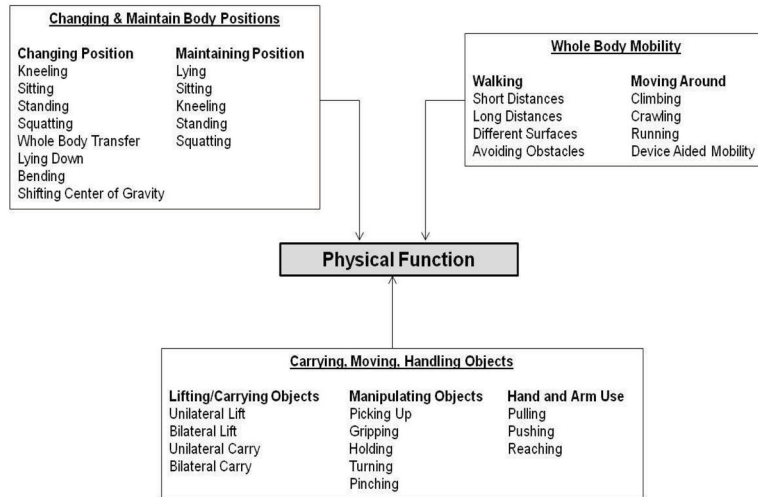 Changing & Maintain Body Positions
Changing Position
Kneeling
Sitting
Standing
Squatting
Whole Body Transfer
Lying Down
Bending
Shifting Center of Gravity
Maintaining Position
Lying
Sitting
Kneeling
Standing
Squatting
Whole Body Mobility
Walking
Short Distances
Long Distances
Different Surfaces
Avoiding Obstacles
Moving Around
Climbing
Crawling
Running
Device Aided Mobility
Physical Function
Carrying, Moving, Handling Objects
Lifting/Carrying Objects
Unilateral Lift
Bilateral Lift
Unilateral Carry
Bilateral Carry
Manipulating Objects
Picking Up
Gripping
Holding
Turning
Pinching
Hand and Arm Use
Pulling
Pushing
Reaching